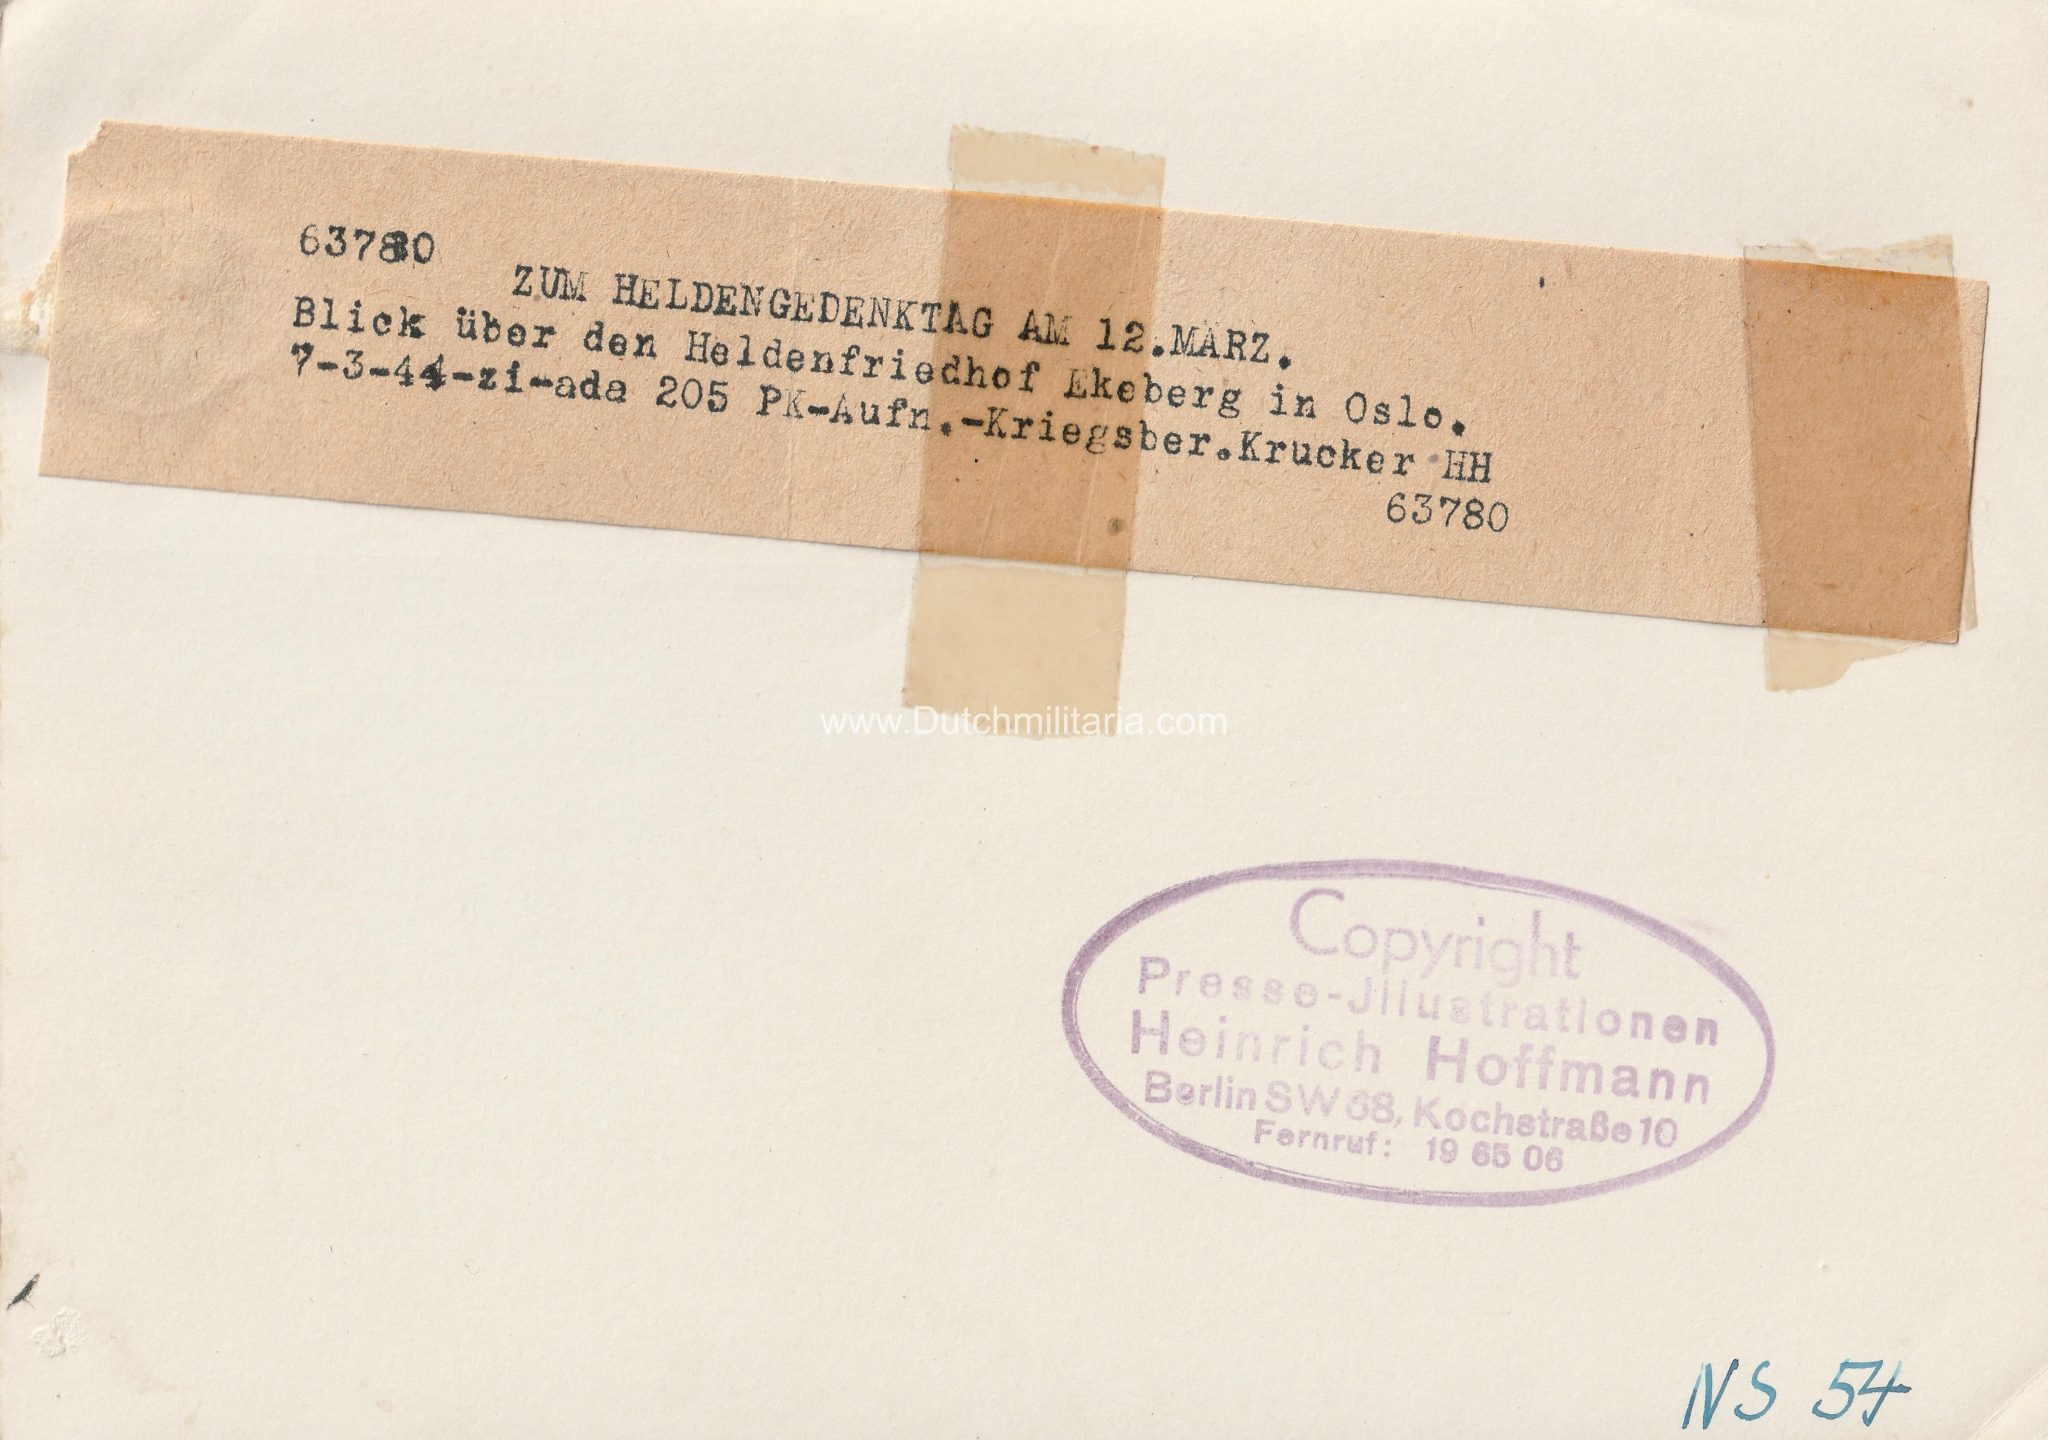 63780
ZUM HELDENGEDENKTAG AM 12.MÄRZ.
Blick über den Heldenfriedhof Ekeberg in Oslo.
7-3-44-zi-ada 205 PK-Aufn.-Kriegsber.Krucker HH
63780
www.Dutchmilitaria.com
Copyright
Presse-Jllustrationen
Heinrich Hoffmann
Berlin SW 68, Kochstraße 10
Fernruf: 19 65 06
NS 54